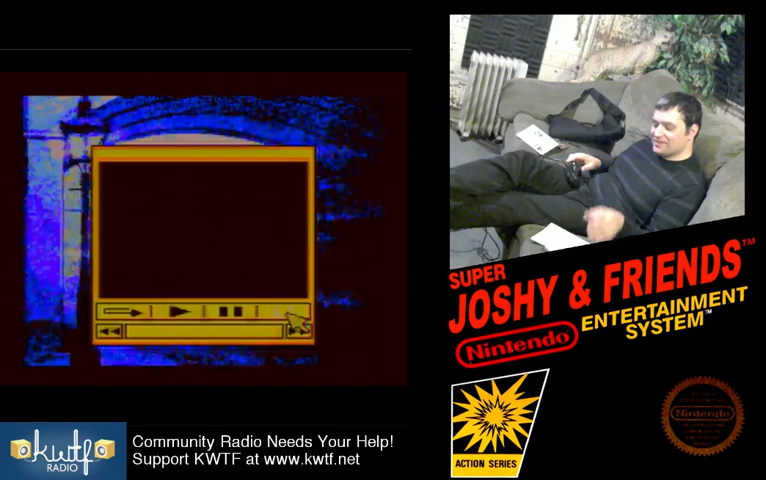 SUPER
JOSHY & FRIENDS™
Nintendo®
ENTERTAINMENT
SYSTEM™
ACTION SERIES
Nintendo
kwtf
RADIO
Community Radio Needs Your Help!
Support KWTF at www.kwtf.net